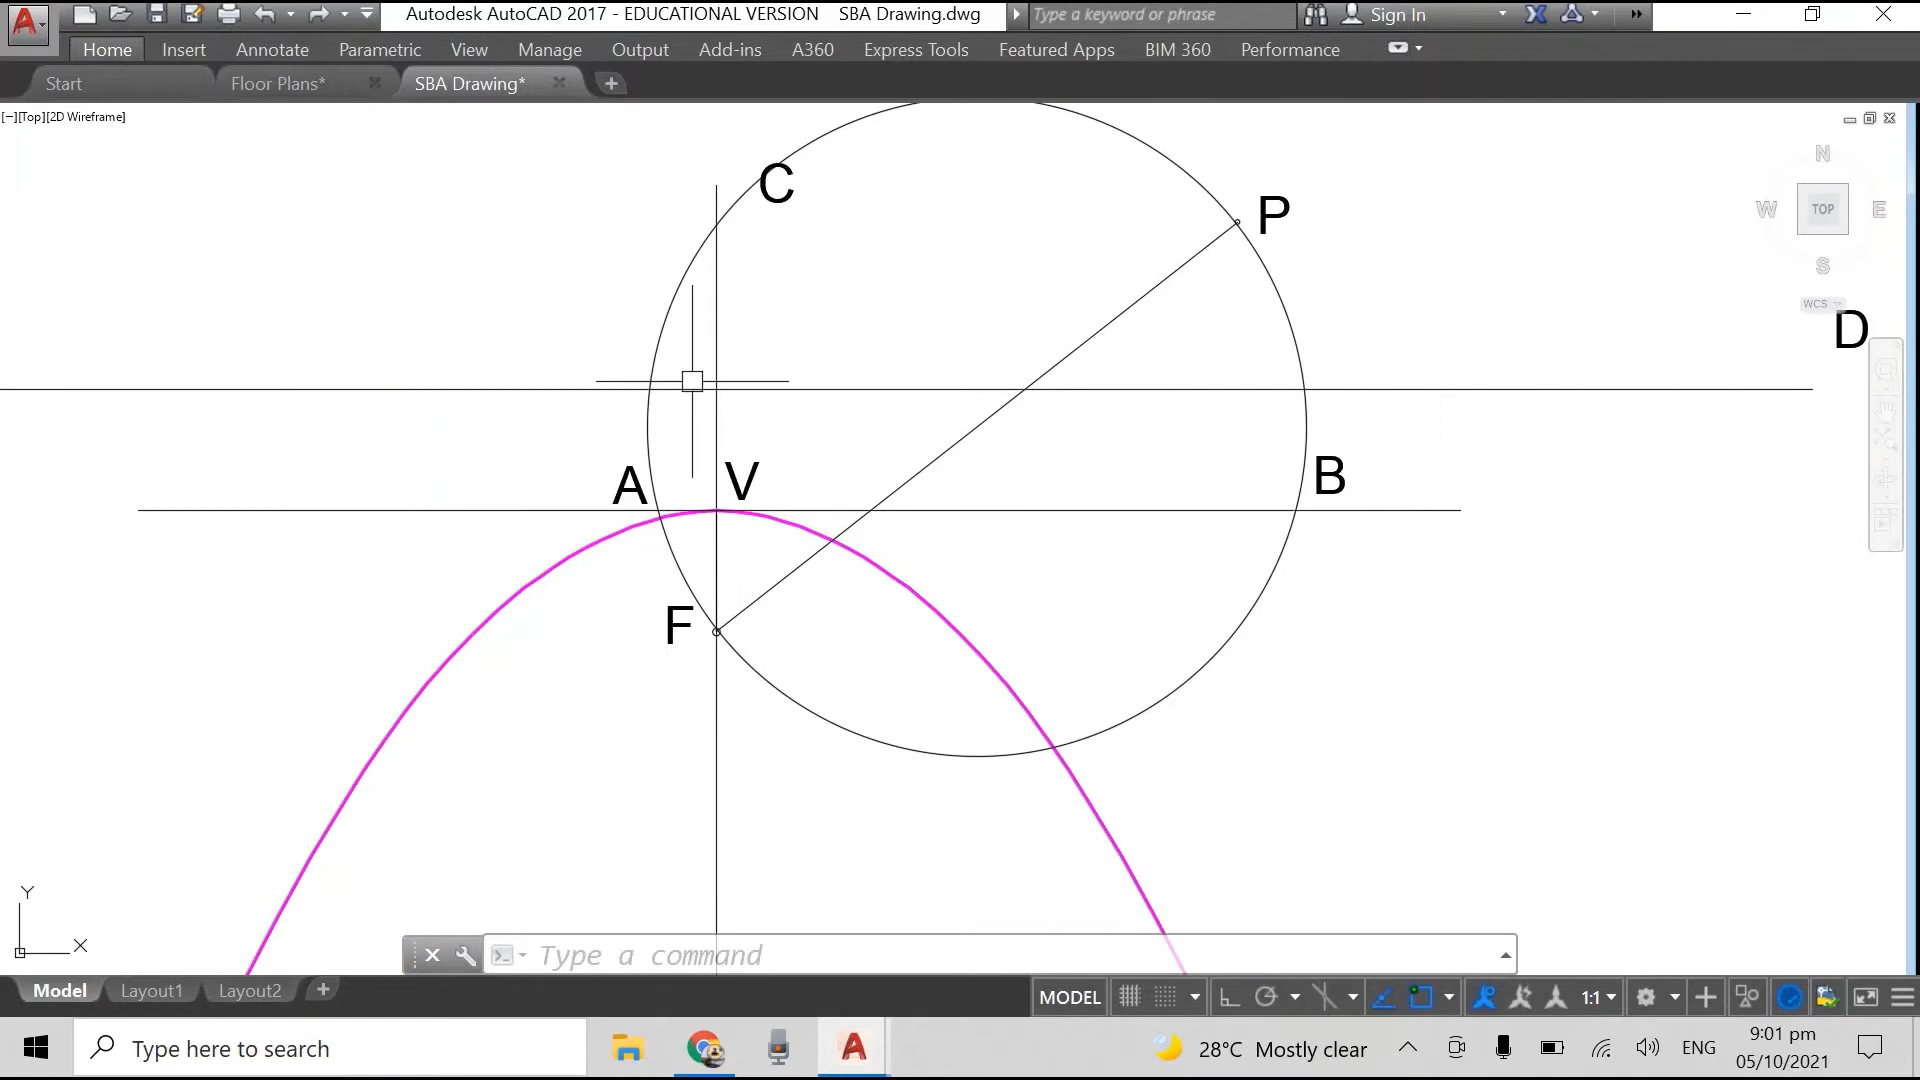 Autodesk AutoCAD 2017 - EDUCATIONAL VERSION SBA Drawing.dwg Type a keyword or phrase Sign In
Home Insert Annotate Parametric View Manage Output Add-ins A360 Express Tools Featured Apps BIM 360 Performance
Start Floor Plans* SBA Drawing*
[−][Top][2D Wireframe]
N
W TOP E
S
WCS
C
P
D
A V B
F
Y
X
Type a command
Model Layout1 Layout2
MODEL 1:1
Type here to search
28°C Mostly clear
ENG
9:01 pm
05/10/2021